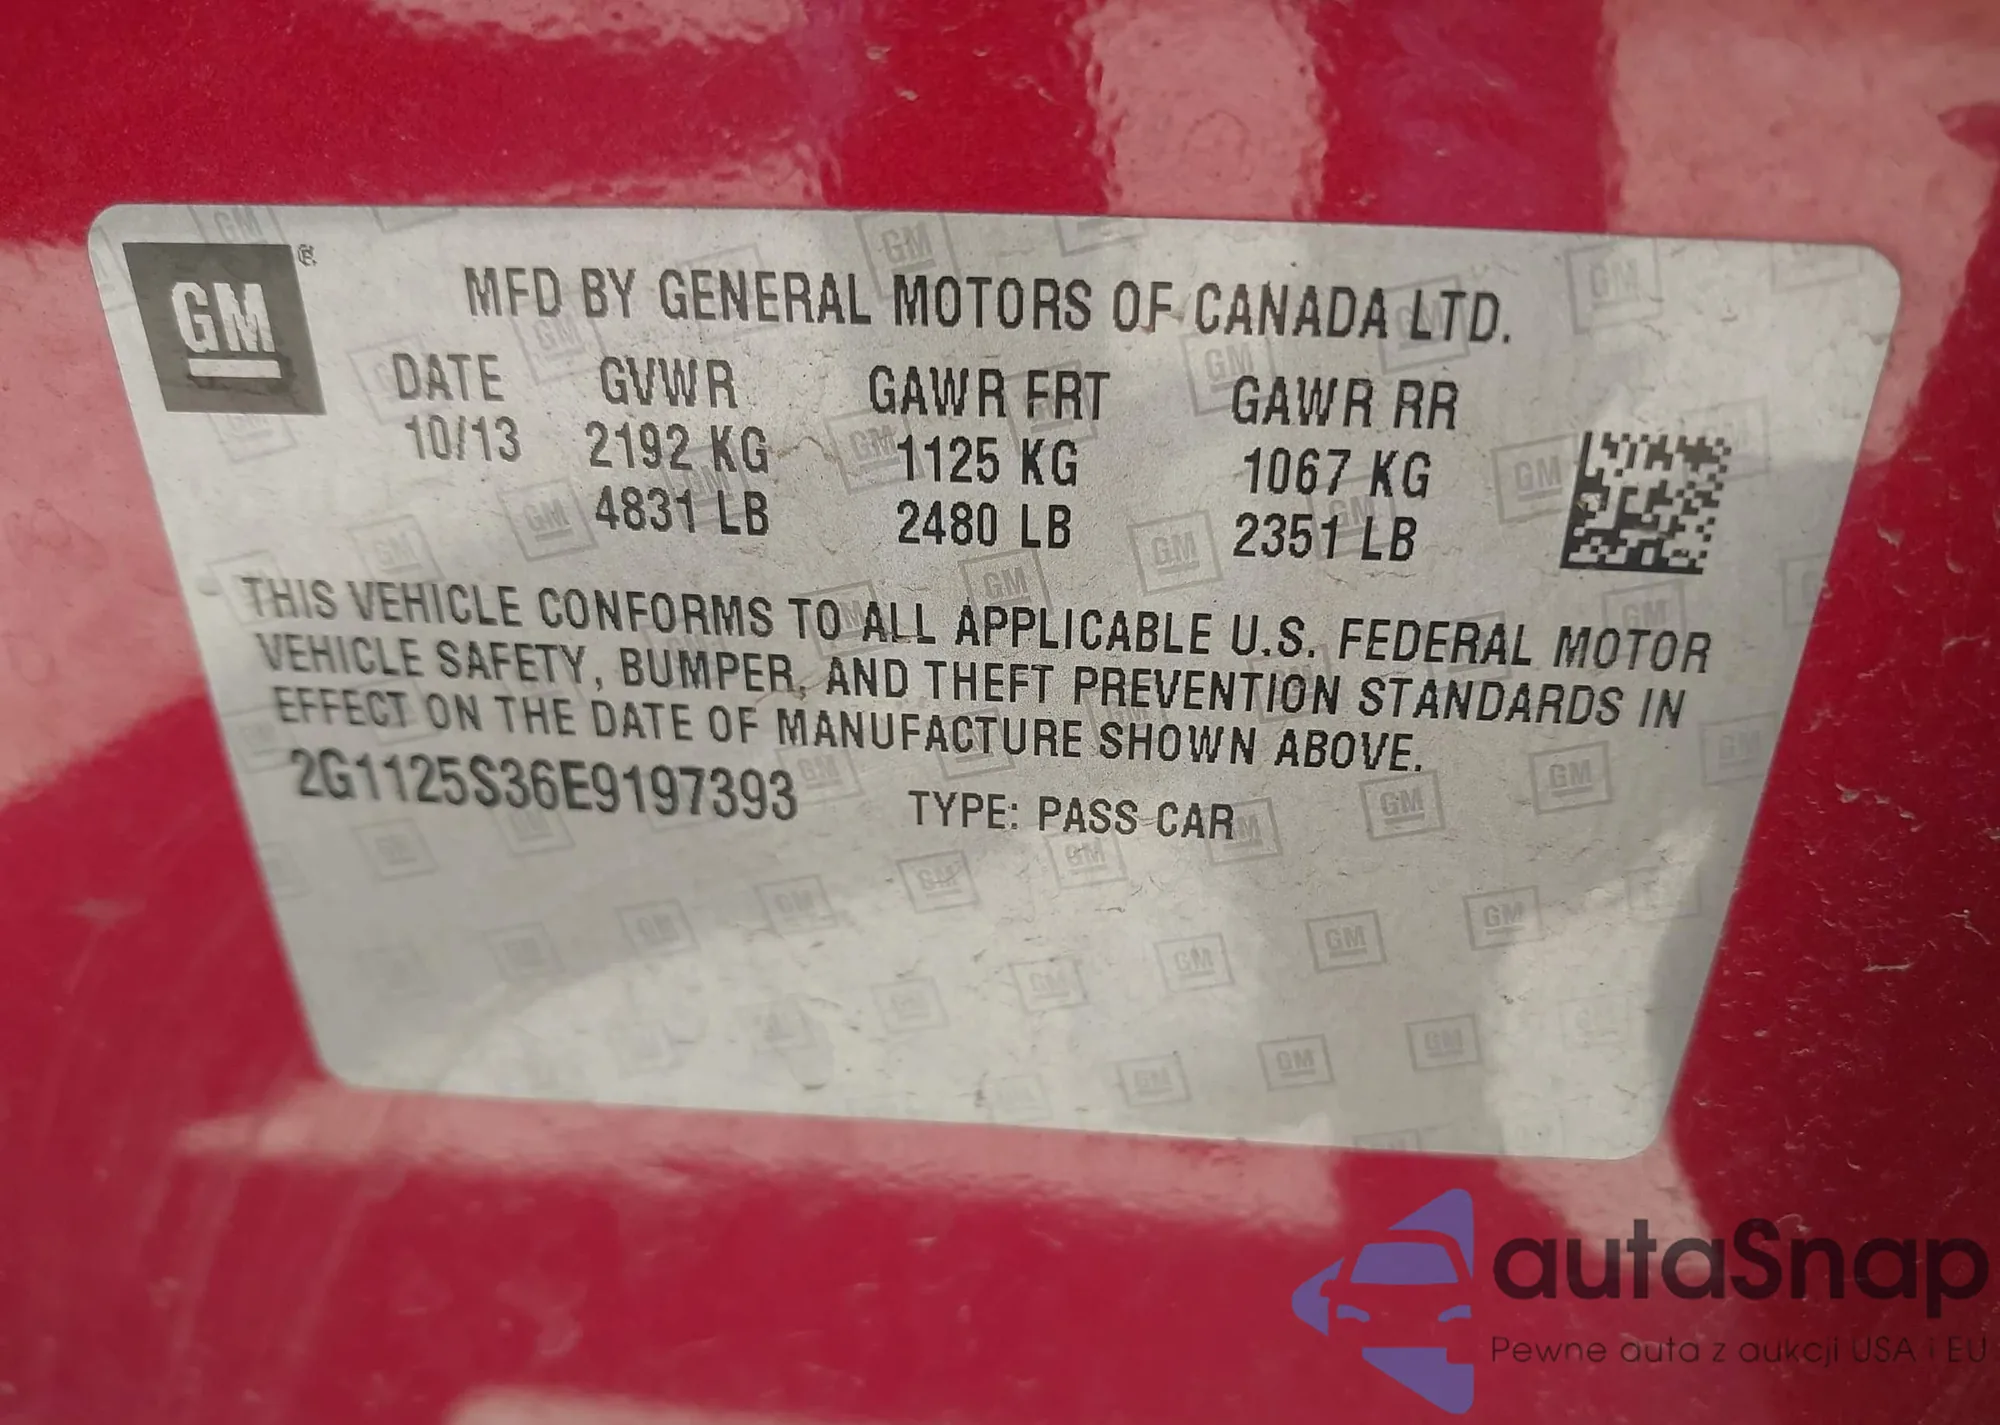 GM ®
MFD BY GENERAL MOTORS OF CANADA LTD.
DATE GVWR GAWR FRT GAWR RR
10/13 2192 KG 1125 KG 1067 KG
4831 LB 2480 LB 2351 LB
THIS VEHICLE CONFORMS TO ALL APPLICABLE U.S. FEDERAL MOTOR
VEHICLE SAFETY, BUMPER, AND THEFT PREVENTION STANDARDS IN
EFFECT ON THE DATE OF MANUFACTURE SHOWN ABOVE.
2G1125S36E9197393 TYPE: PASS CAR
autaSnap
Pewne auta z aukcji USA i EU